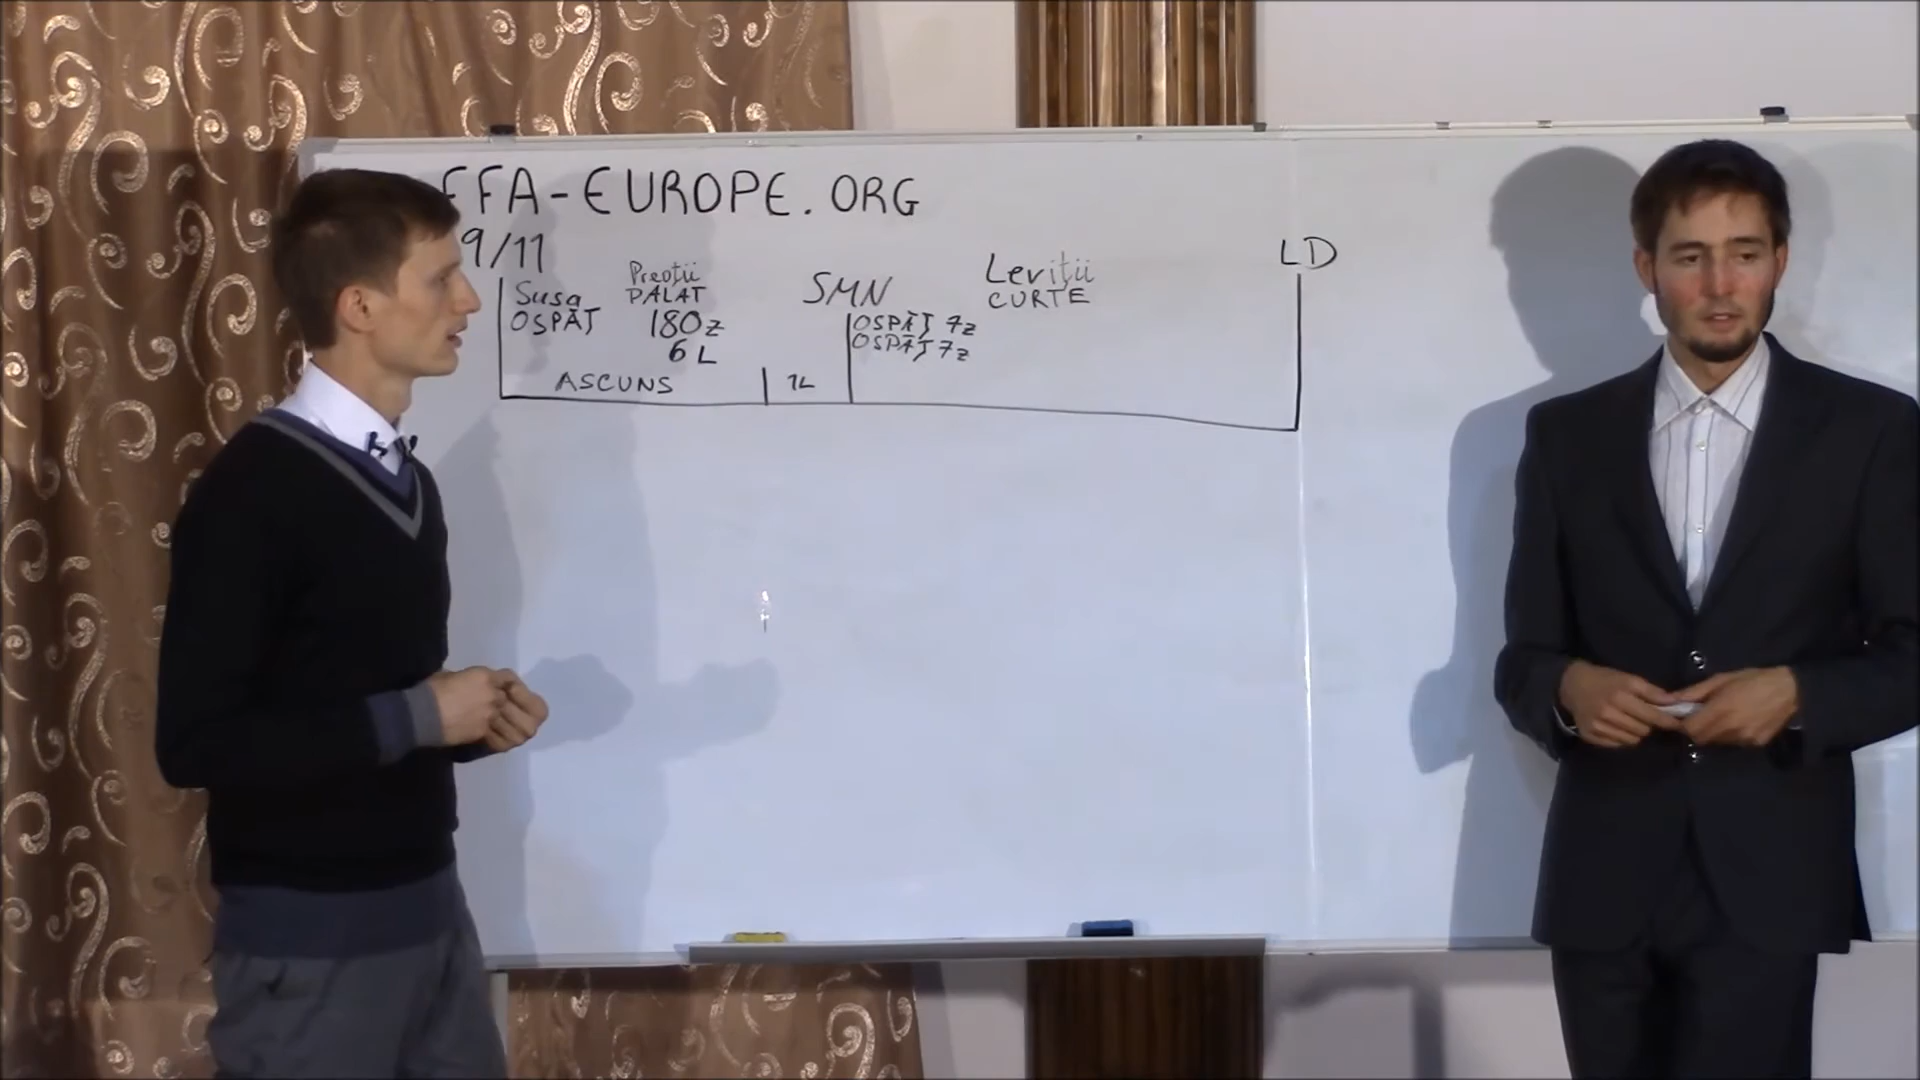 FFA-EUROPE.ORG
9/11 LD
Preoții SMN Leviții
Susa PALAT CURTE
OSPĂȚ 180z OSPĂȚ 7z
6L OSPĂȚ 7z
ASCUNS 1L